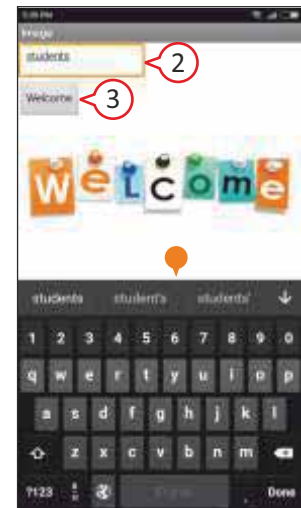 Image
students
2
Welcome
3
Welcome
students student's students'
1 2 3 4 5 6 7 8 9 0
q w e r t y u i o p
a s d f g h j k l
z x c v b n m
?123 Done